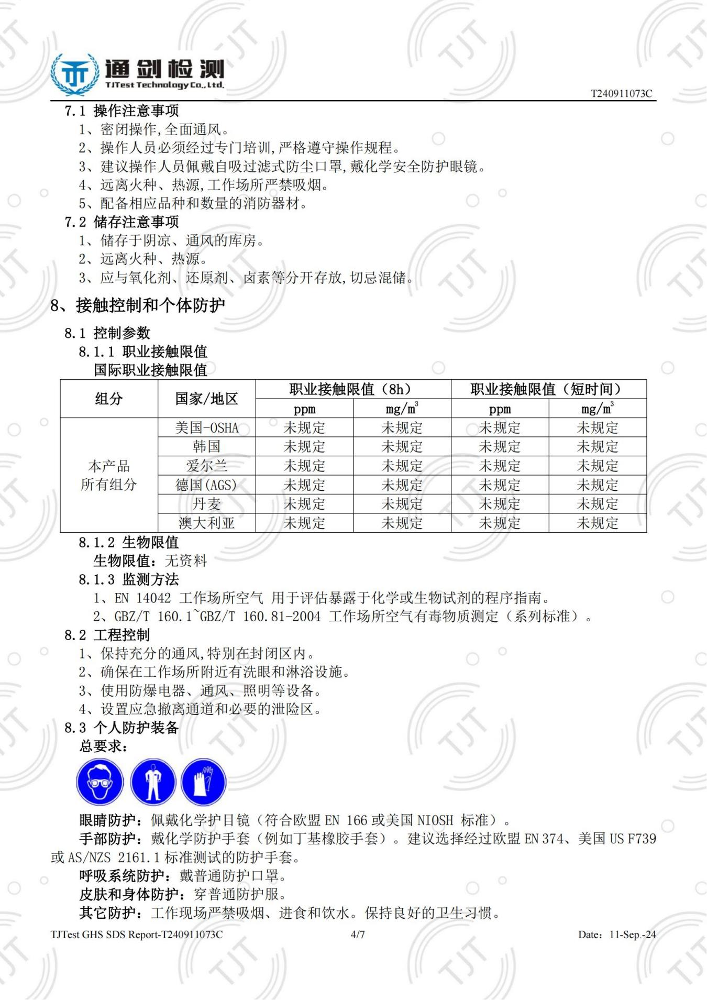 通剑检测
TJTest Technology Co., Ltd.
T240911073C
7.1 操作注意事项
1、密闭操作,全面通风。
2、操作人员必须经过专门培训,严格遵守操作规程。
3、建议操作人员佩戴自吸过滤式防尘口罩,戴化学安全防护眼镜。
4、远离火种、热源,工作场所严禁吸烟。
5、配备相应品种和数量的消防器材。
7.2 储存注意事项
1、储存于阴凉、通风的库房。
2、远离火种、热源。
3、应与氧化剂、还原剂、卤素等分开存放,切忌混储。
8、接触控制和个体防护
8.1 控制参数
8.1.1 职业接触限值
国际职业接触限值
组分 国家/地区 职业接触限值（8h） 职业接触限值（短时间）
ppm mg/m³ ppm mg/m³
美国-OSHA 未规定 未规定 未规定 未规定
韩国 未规定 未规定 未规定 未规定
本产品 爱尔兰 未规定 未规定 未规定 未规定
所有组分 德国(AGS) 未规定 未规定 未规定 未规定
丹麦 未规定 未规定 未规定 未规定
澳大利亚 未规定 未规定 未规定 未规定
8.1.2 生物限值
生物限值：无资料
8.1.3 监测方法
1、EN 14042 工作场所空气 用于评估暴露于化学或生物试剂的程序指南。
2、GBZ/T 160.1~GBZ/T 160.81-2004 工作场所空气有毒物质测定（系列标准）。
8.2 工程控制
1、保持充分的通风,特别在封闭区内。
2、确保在工作场所附近有洗眼和淋浴设施。
3、使用防爆电器、通风、照明等设备。
4、设置应急撤离通道和必要的泄险区。
8.3 个人防护装备
总要求：
眼睛防护：佩戴化学护目镜（符合欧盟 EN 166 或美国 NIOSH 标准）。
手部防护：戴化学防护手套（例如丁基橡胶手套）。建议选择经过欧盟 EN 374、美国 US F739
或 AS/NZS 2161.1 标准测试的防护手套。
呼吸系统防护：戴普通防护口罩。
皮肤和身体防护：穿普通防护服。
其它防护：工作现场严禁吸烟、进食和饮水。保持良好的卫生习惯。
TJTest GHS SDS Report-T240911073C 4/7 Date：11-Sep.-24